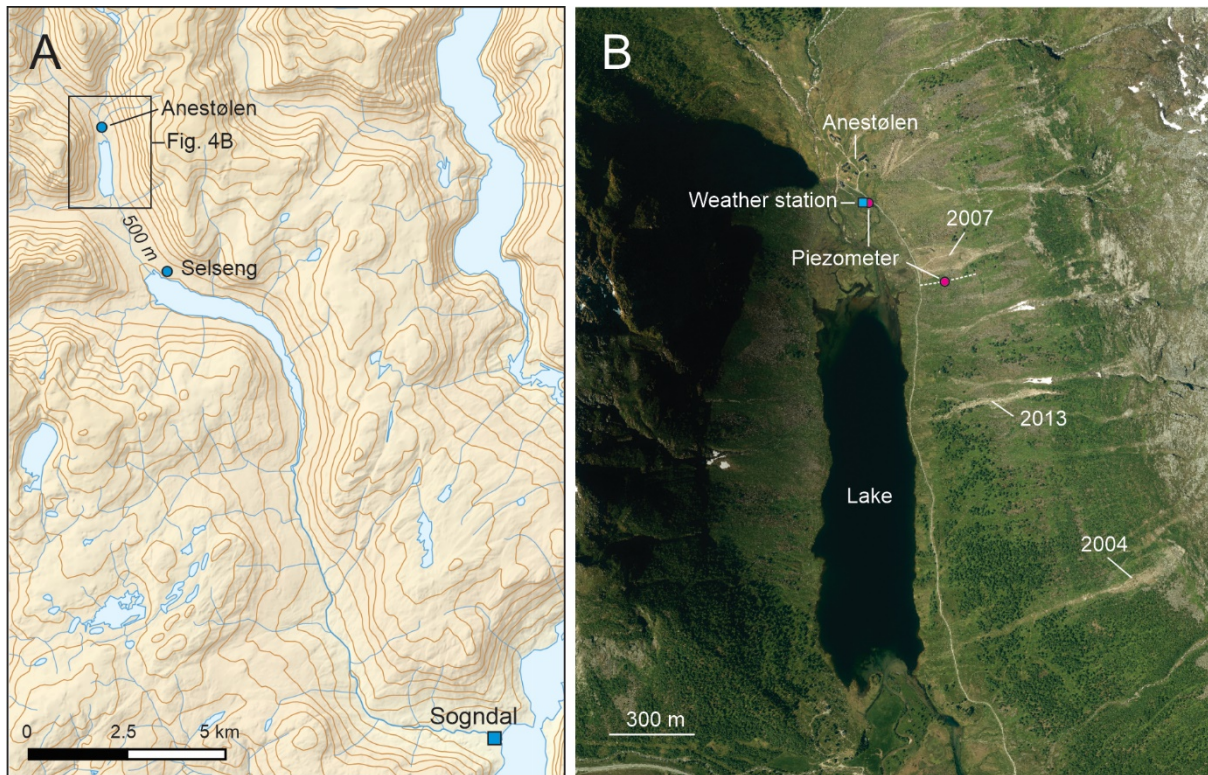 A
Anestølen
Fig. 4B
500 m
Selseng
Sogndal
0 2.5 5 km
B
Anestølen
Weather station
2007
Piezometer
2013
Lake
2004
300 m